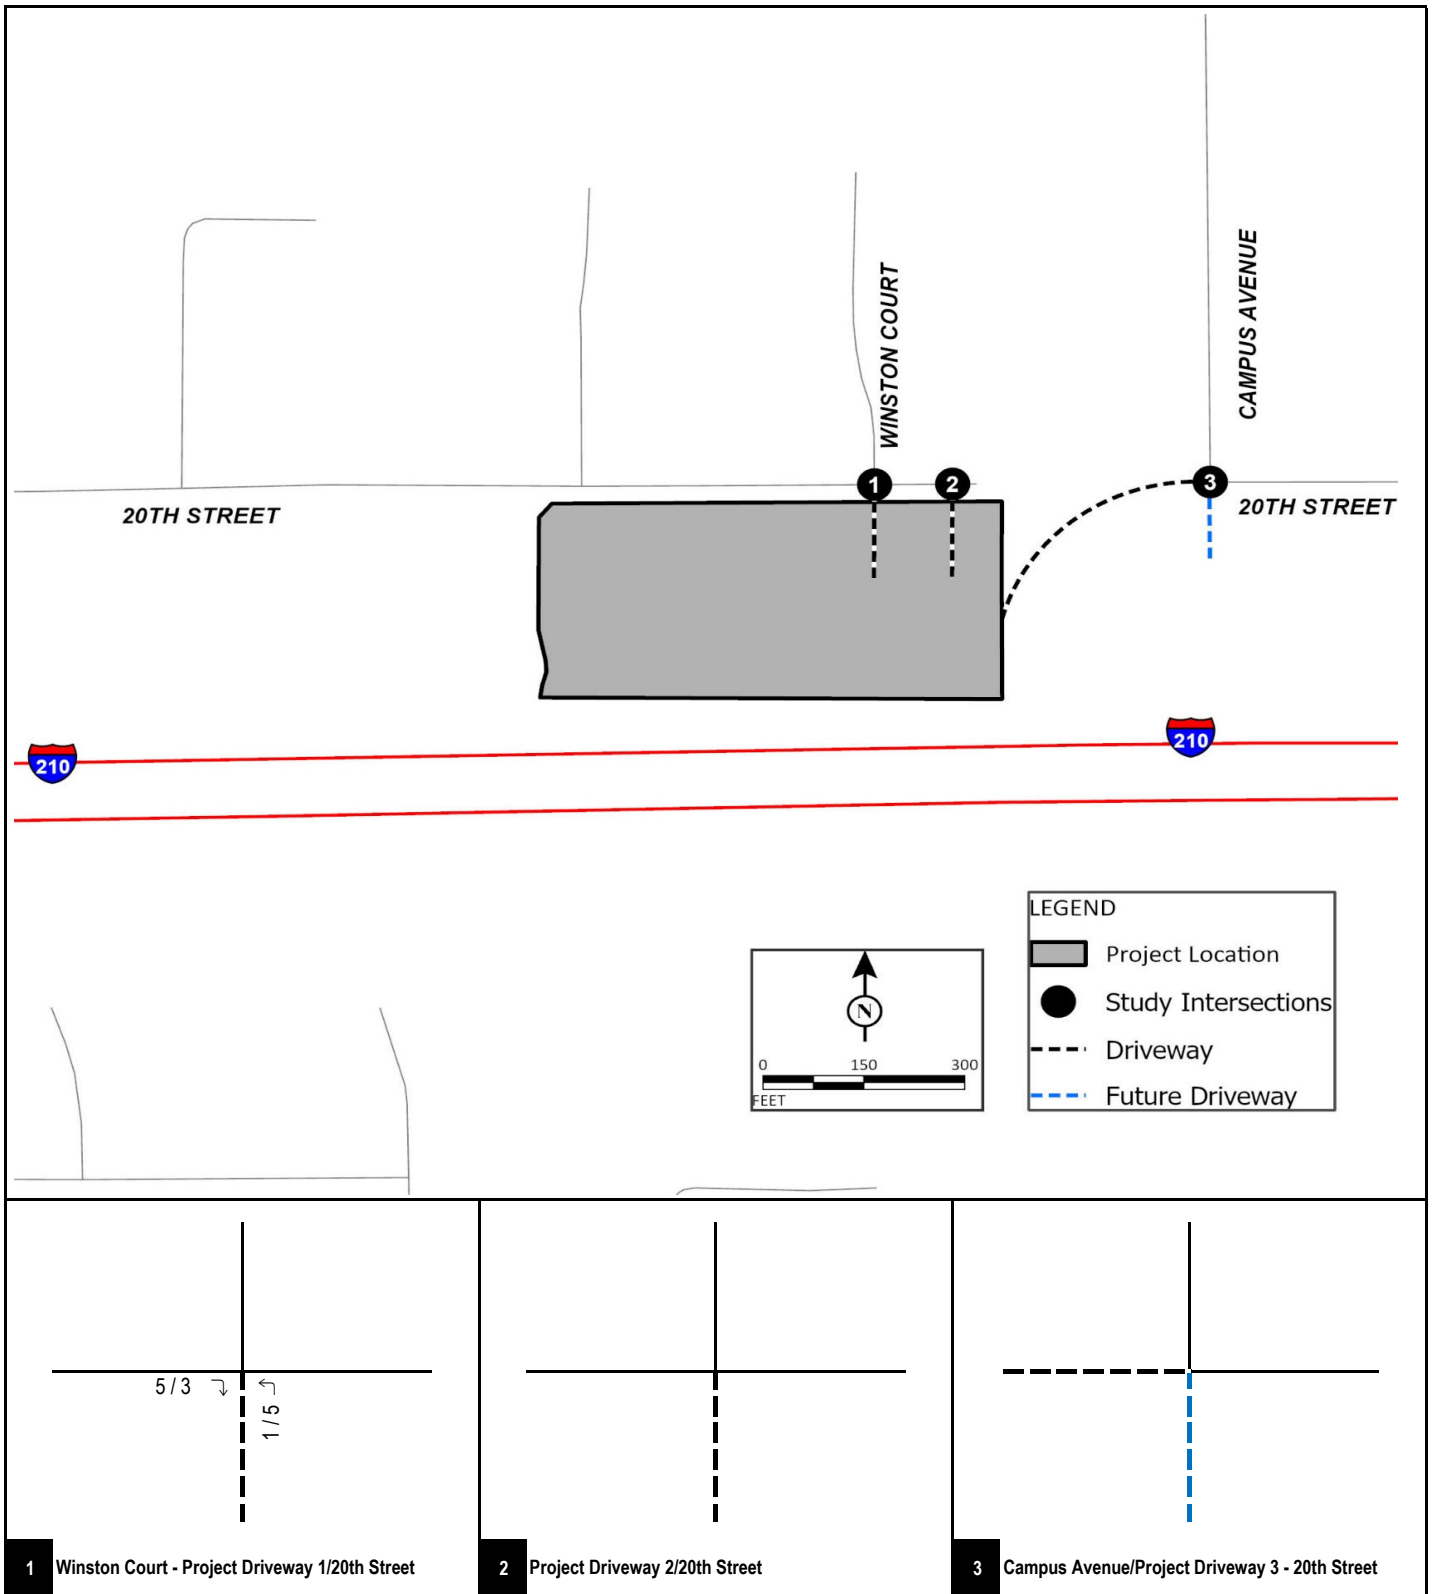 WINSTON COURT
CAMPUS AVENUE
1
2
3
20TH STREET
20TH STREET
210
210
LEGEND
Project Location
Study Intersections
Driveway
Future Driveway
N
0 150 300
FEET
5 / 3
1 / 5
1 Winston Court - Project Driveway 1/20th Street
2 Project Driveway 2/20th Street
3 Campus Avenue/Project Driveway 3 - 20th Street